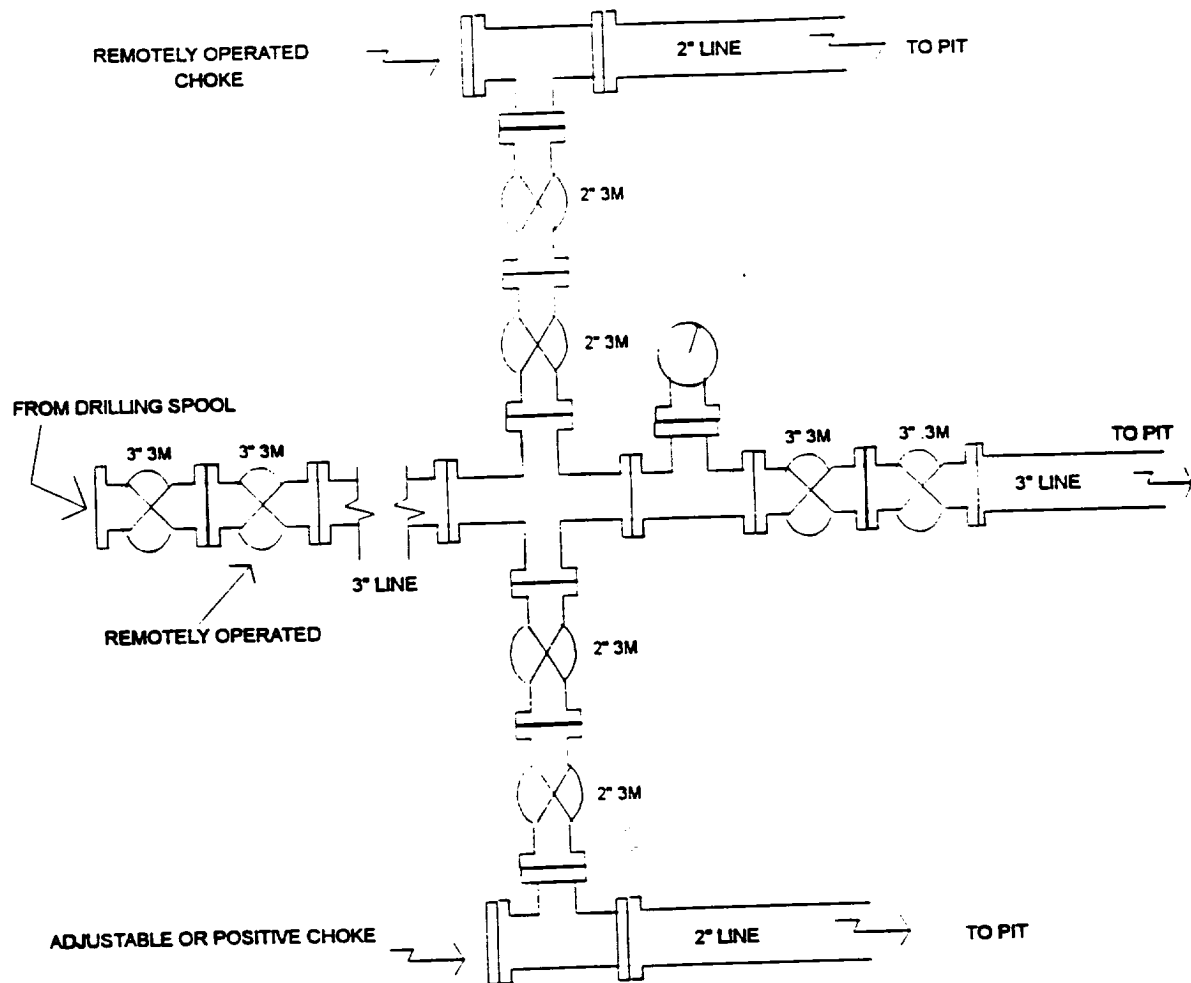 REMOTELY OPERATED
CHOKE
2" LINE
TO PIT
2" 3M
2" 3M
FROM DRILLING SPOOL
3" 3M
3" 3M
3" 3M
3" .3M
TO PIT
3" LINE
3" LINE
REMOTELY OPERATED
2" 3M
2" 3M
ADJUSTABLE OR POSITIVE CHOKE
2" LINE
TO PIT